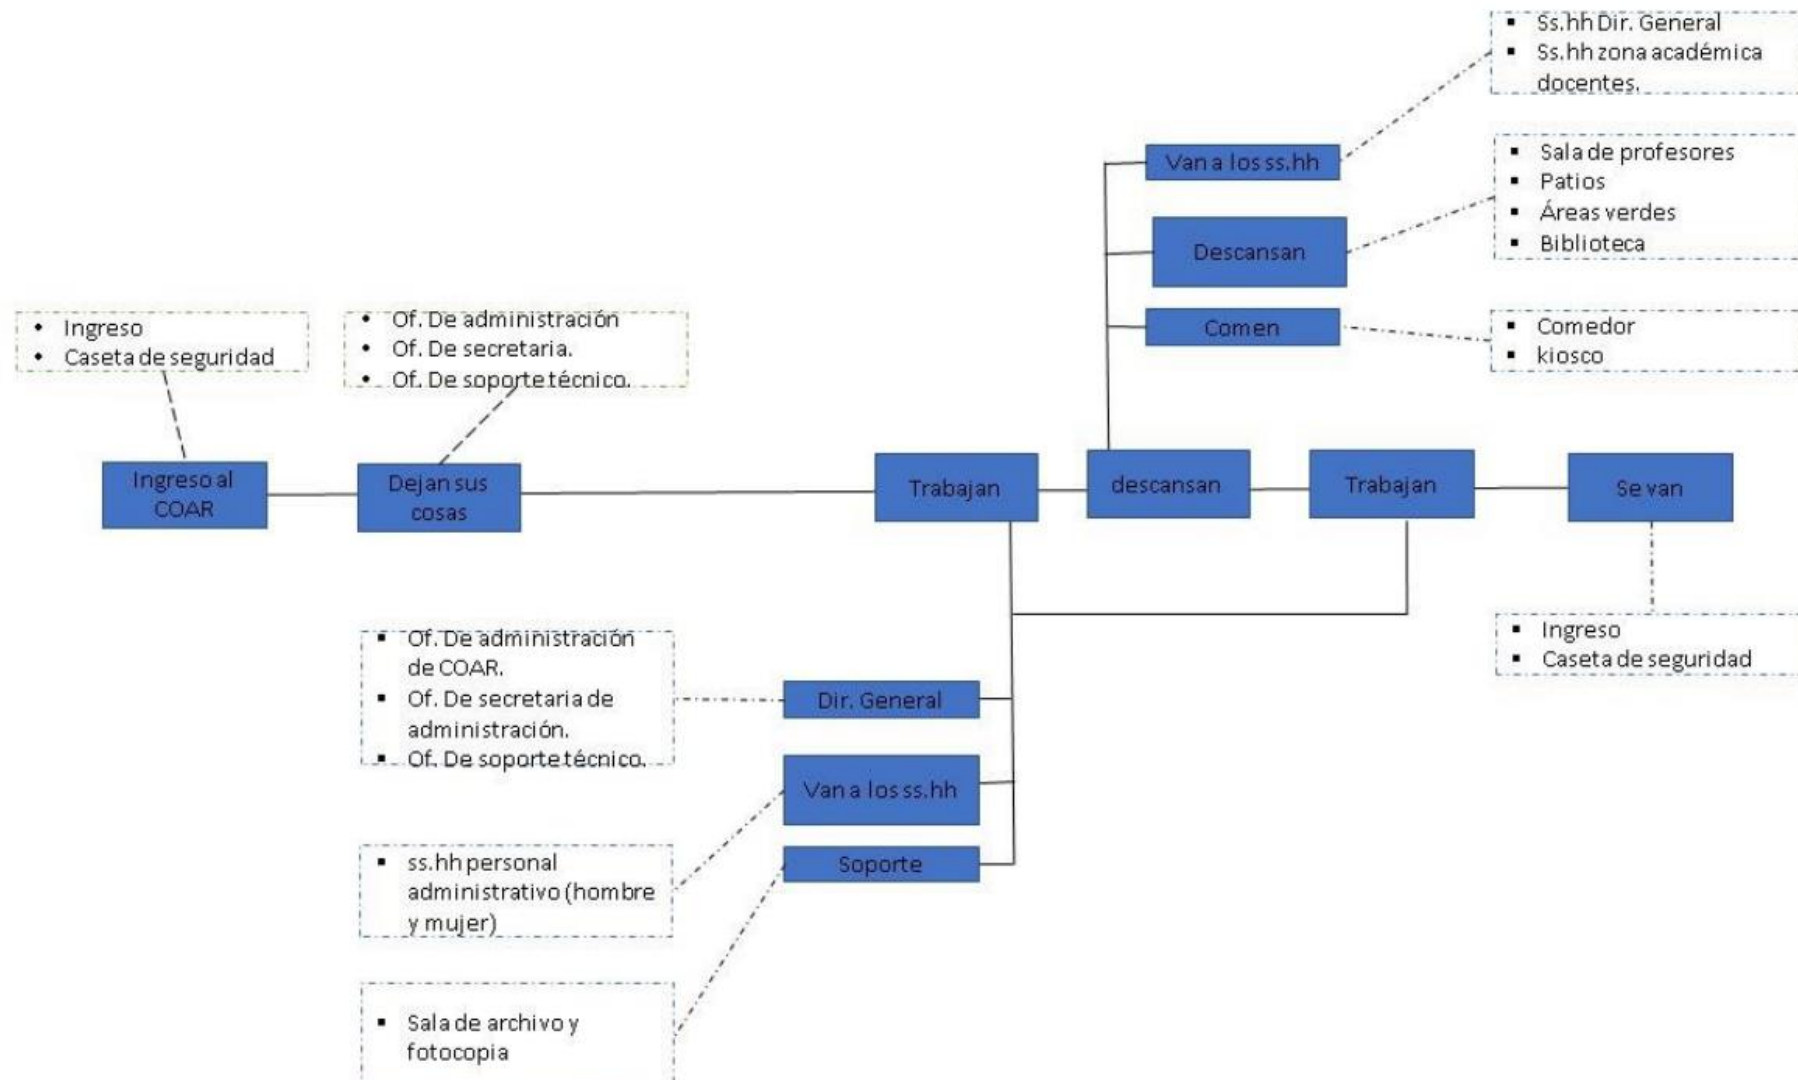 Ss.hh Dir. General
Ss.hh zona académica
docentes.
Van a los ss.hh
Sala de profesores
Patios
Áreas verdes
Biblioteca
Descansan
Comen
Comedor
kiosco
Ingreso
Caseta de seguridad
Of. De administración
Of. De secretaria.
Of. De soporte técnico.
Ingreso al
COAR
Dejan sus
cosas
Trabajan
descansan
Trabajan
Se van
Ingreso
Caseta de seguridad
Of. De administración
de COAR.
Of. De secretaria de
administración.
Of. De soporte técnico.
Dir. General
Van a los ss.hh
Soporte
ss.hh personal
administrativo (hombre
y mujer)
Sala de archivo y
fotocopia